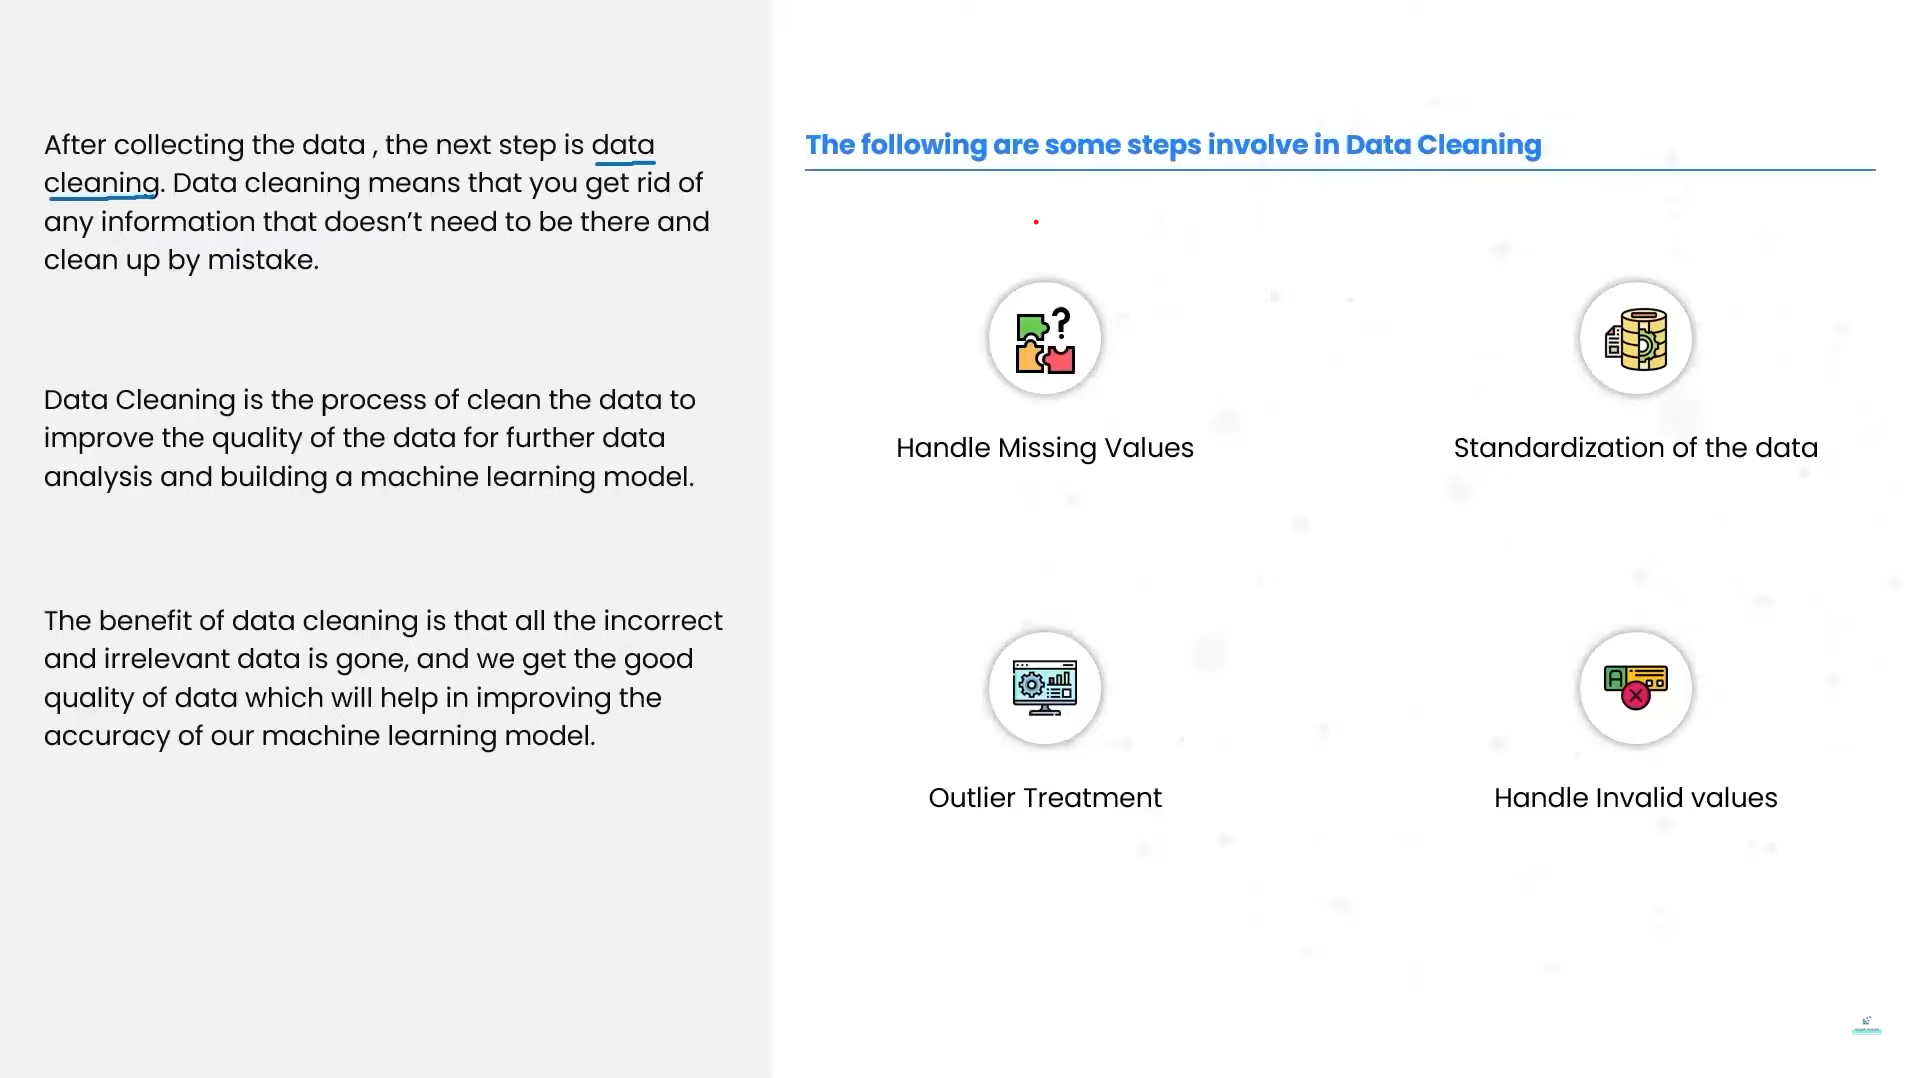 After collecting the data , the next step is data
cleaning. Data cleaning means that you get rid of
any information that doesn’t need to be there and
clean up by mistake.
Data Cleaning is the process of clean the data to
improve the quality of the data for further data
analysis and building a machine learning model.
The benefit of data cleaning is that all the incorrect
and irrelevant data is gone, and we get the good
quality of data which will help in improving the
accuracy of our machine learning model.
The following are some steps involve in Data Cleaning
?
Handle Missing Values
Standardization of the data
Outlier Treatment
A
Handle Invalid values